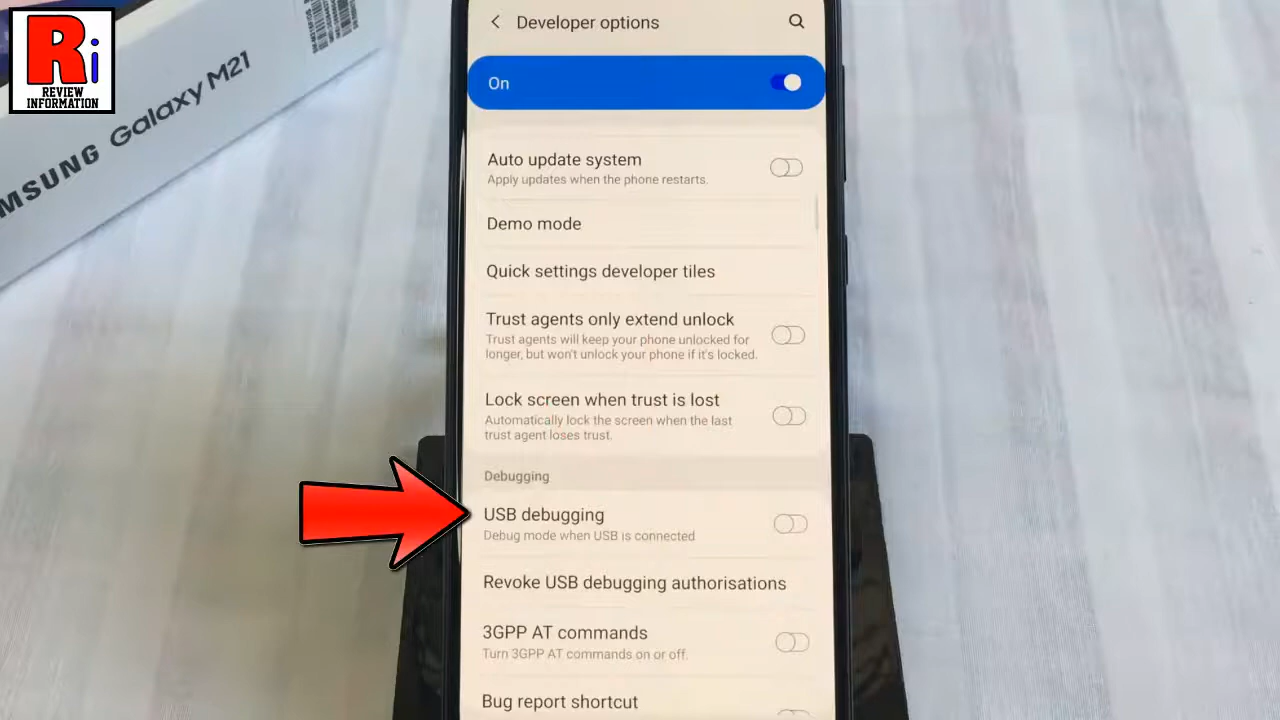 Ri
REVIEW
INFORMATION
MSUNG Galaxy M21
Developer options
On
Auto update system
Apply updates when the phone restarts.
Demo mode
Quick settings developer tiles
Trust agents only extend unlock
Trust agents will keep your phone unlocked for
longer, but won't unlock your phone if it's locked.
Lock screen when trust is lost
Automatically lock the screen when the last
trust agent loses trust.
Debugging
USB debugging
Debug mode when USB is connected
Revoke USB debugging authorisations
3GPP AT commands
Turn 3GPP AT commands on or off.
Bug report shortcut